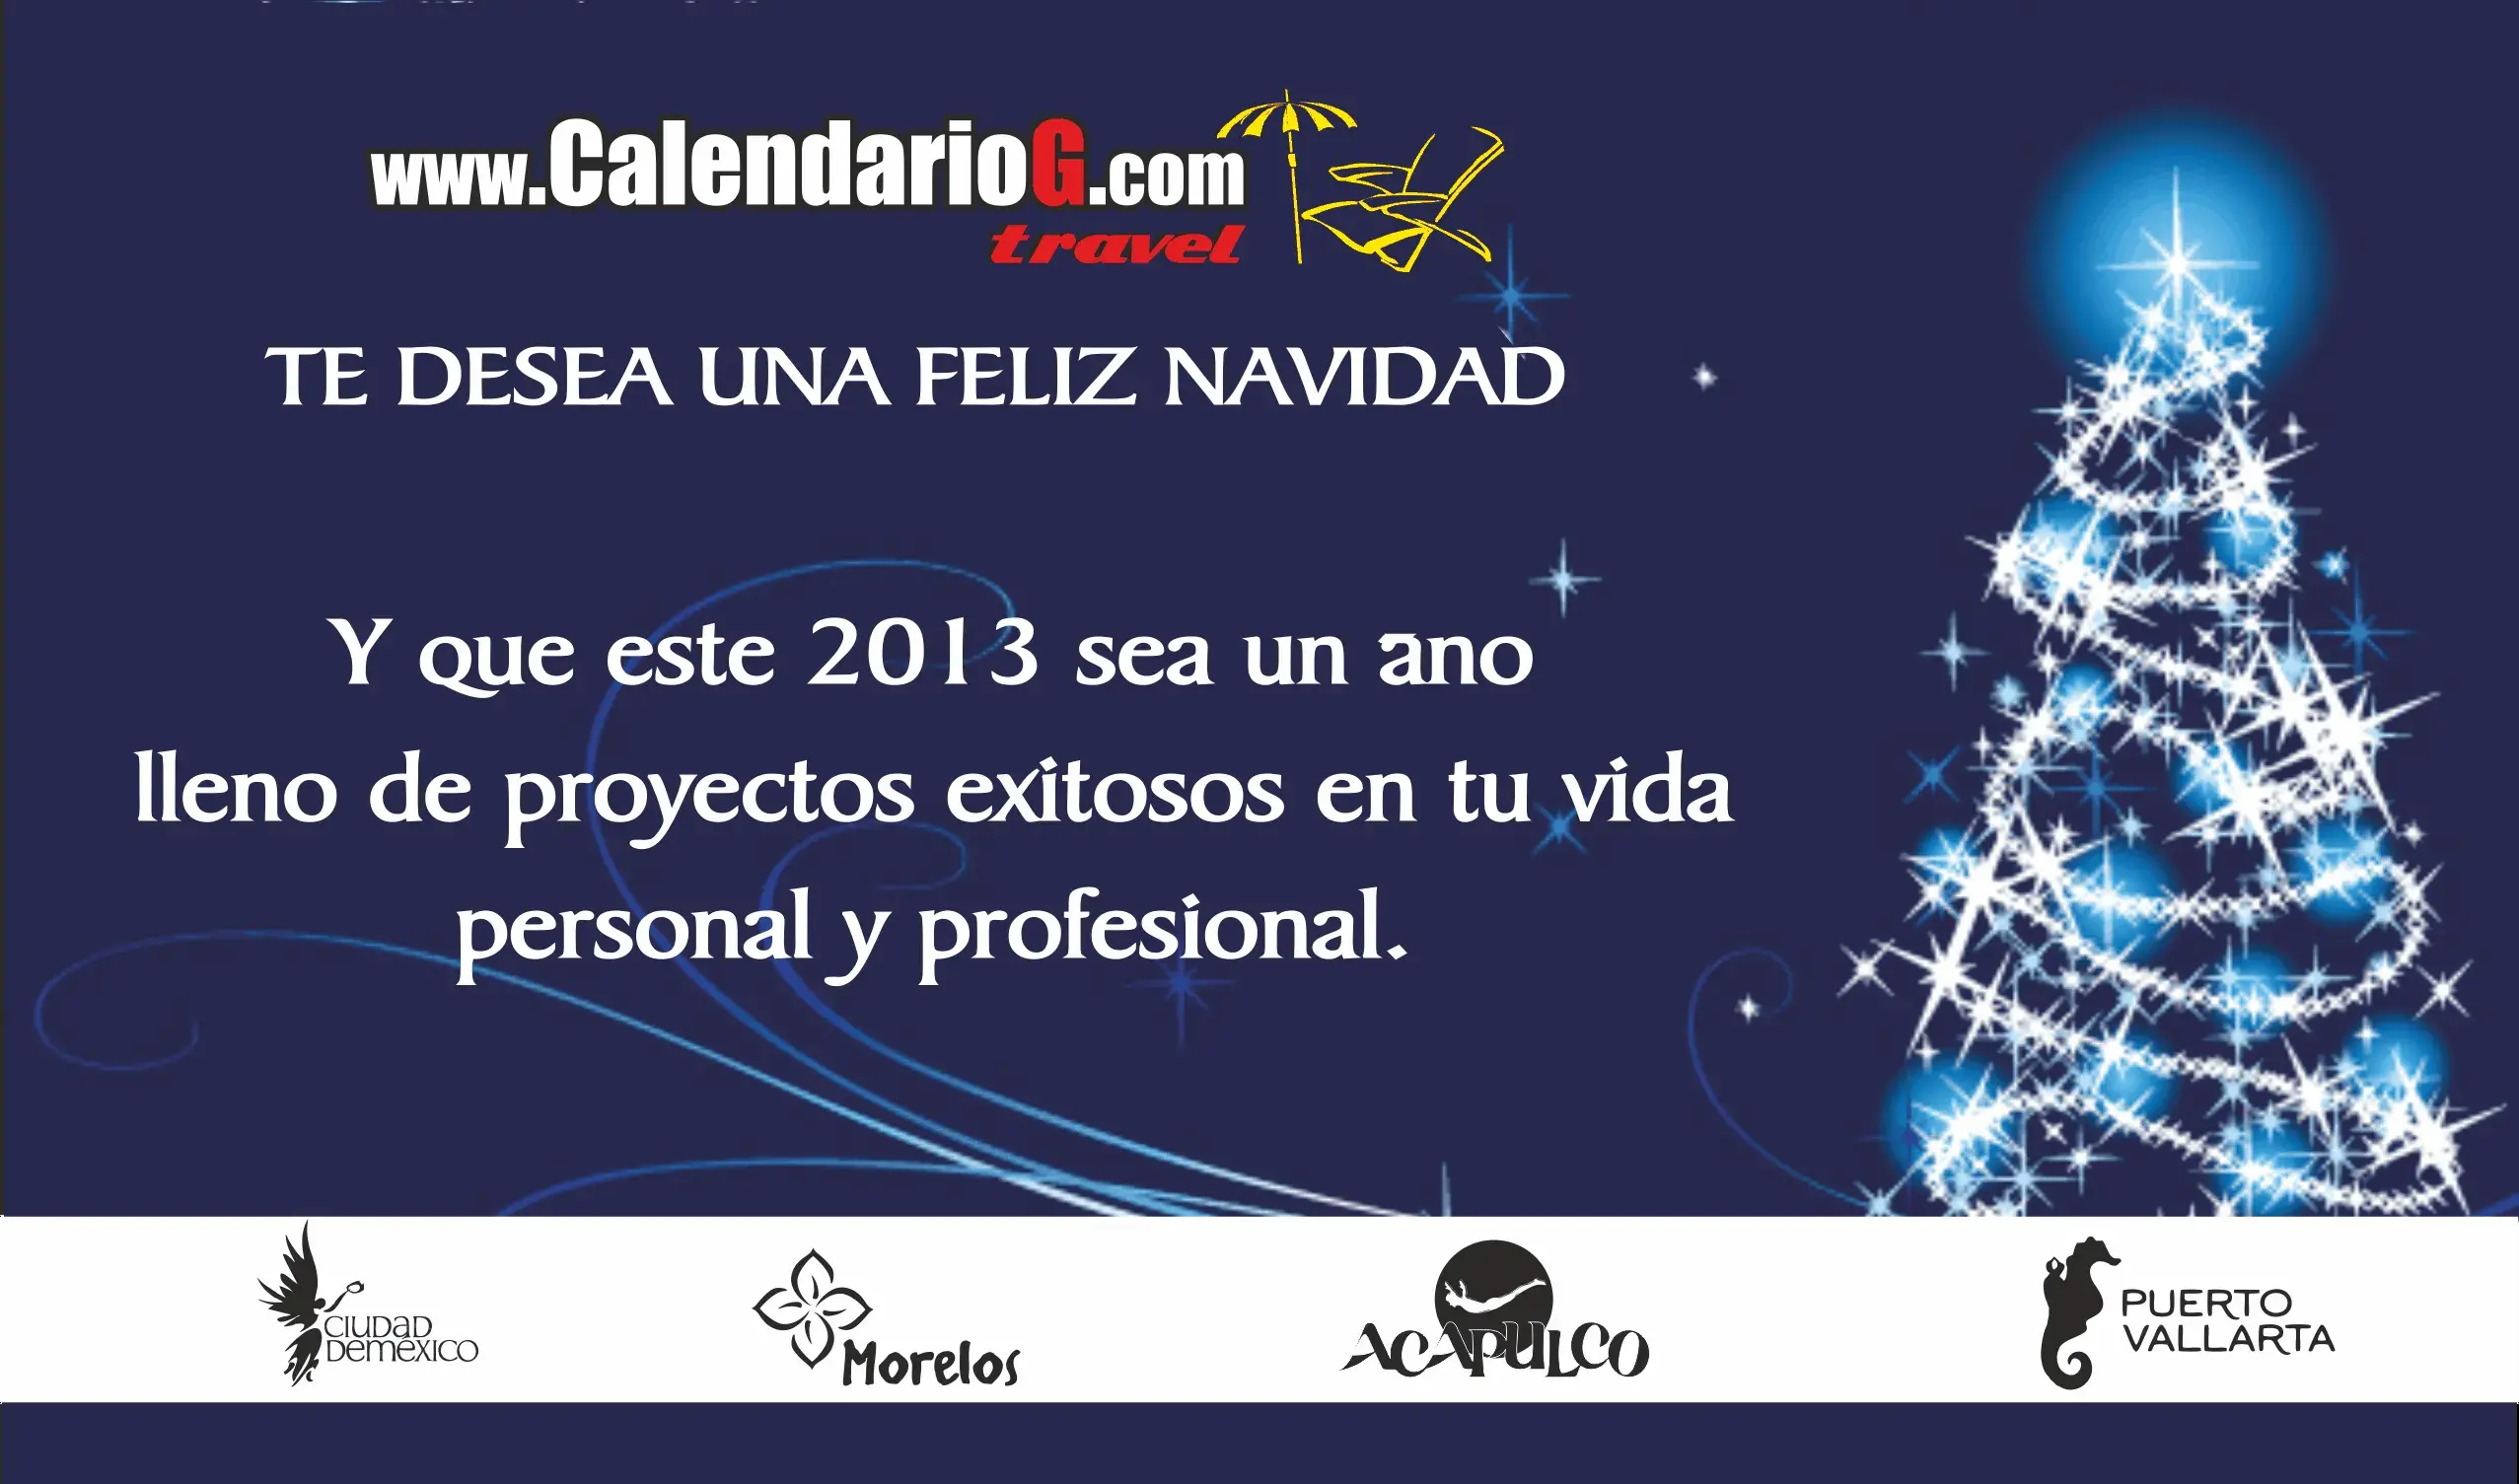 www.CalendarioG.com
travel
TE DESEA UNA FELIZ NAVIDAD
Y que este 2013 sea un ano
lleno de proyectos exitosos en tu vida
personal y profesional.
CIUDAD
DEMÉXICO
Morelos
ACAPULCO
PUERTO
VALLARTA